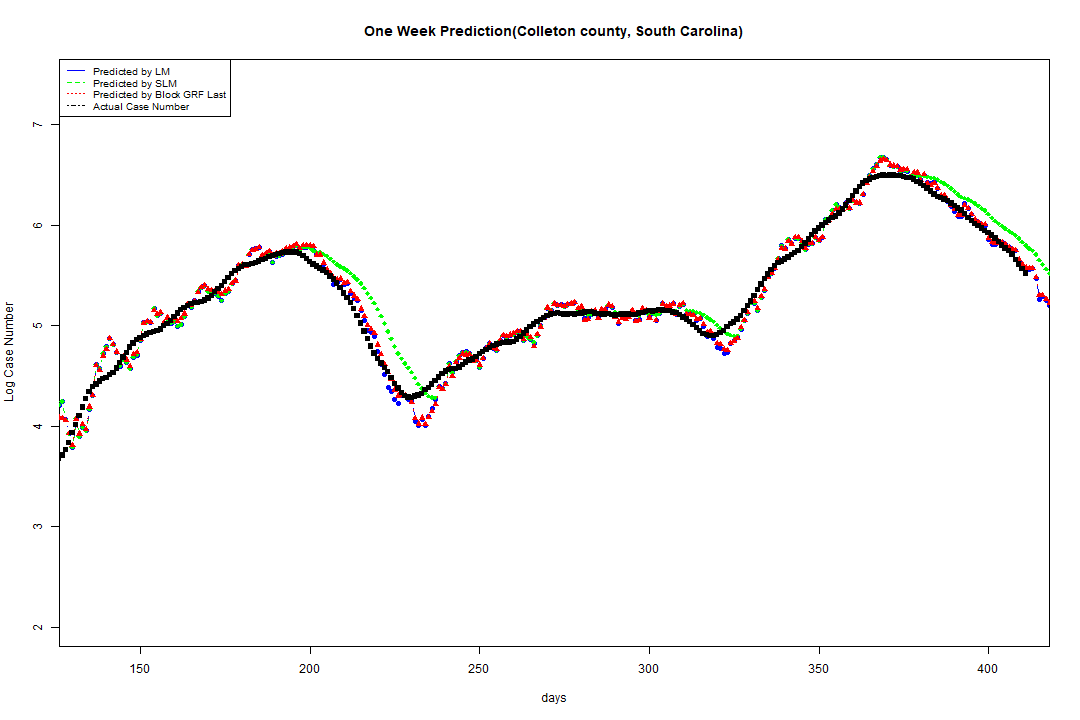 One Week Prediction(Colleton county, South Carolina)
Predicted by LM
Predicted by SLM
Predicted by Block GRF Last
Actual Case Number
7
6
5
4
3
2
Log Case Number
150 200 250 300 350 400
days